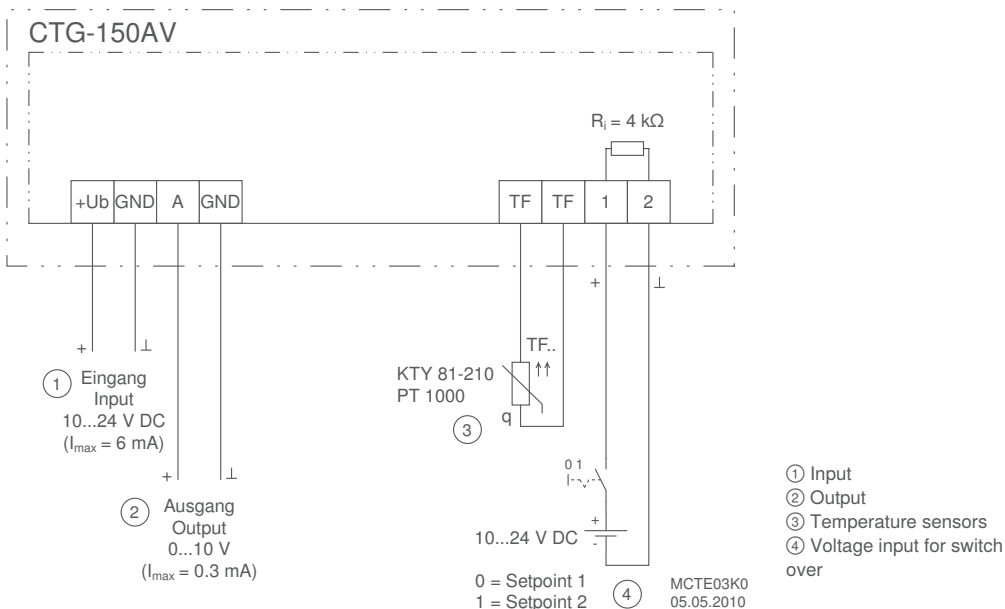 CTG-150AV
Ri = 4 kΩ
+Ub GND A GND
TF TF 1 2
+ ⊥
+ ⊥
TF..
KTY 81-210
PT 1000
q
3
1
Eingang
Input
10...24 V DC
(Imax = 6 mA)
+ ⊥
2
Ausgang
Output
0...10 V
(Imax = 0.3 mA)
0 1
+
10...24 V DC
-
0 = Setpoint 1
1 = Setpoint 2
4
MCTE03K0
05.05.2010
① Input
② Output
③ Temperature sensors
④ Voltage input for switch
over